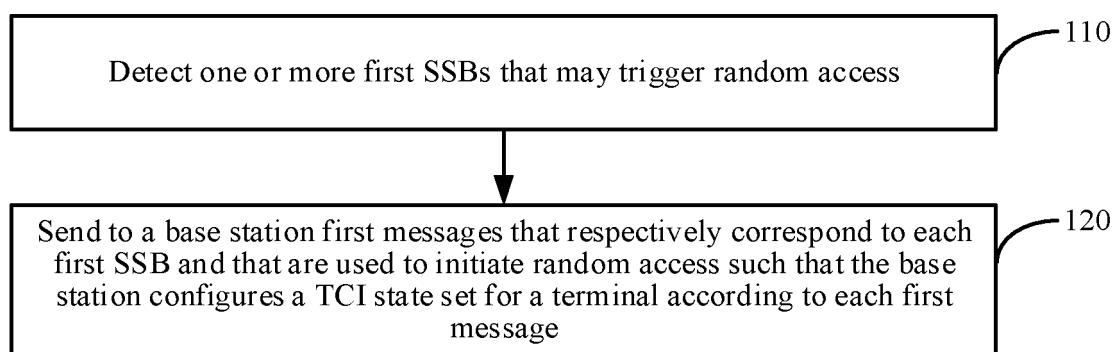 Detect one or more first SSBs that may trigger random access
110
Send to a base station first messages that respectively correspond to each
first SSB and that are used to initiate random access such that the base
station configures a TCI state set for a terminal according to each first
message
120